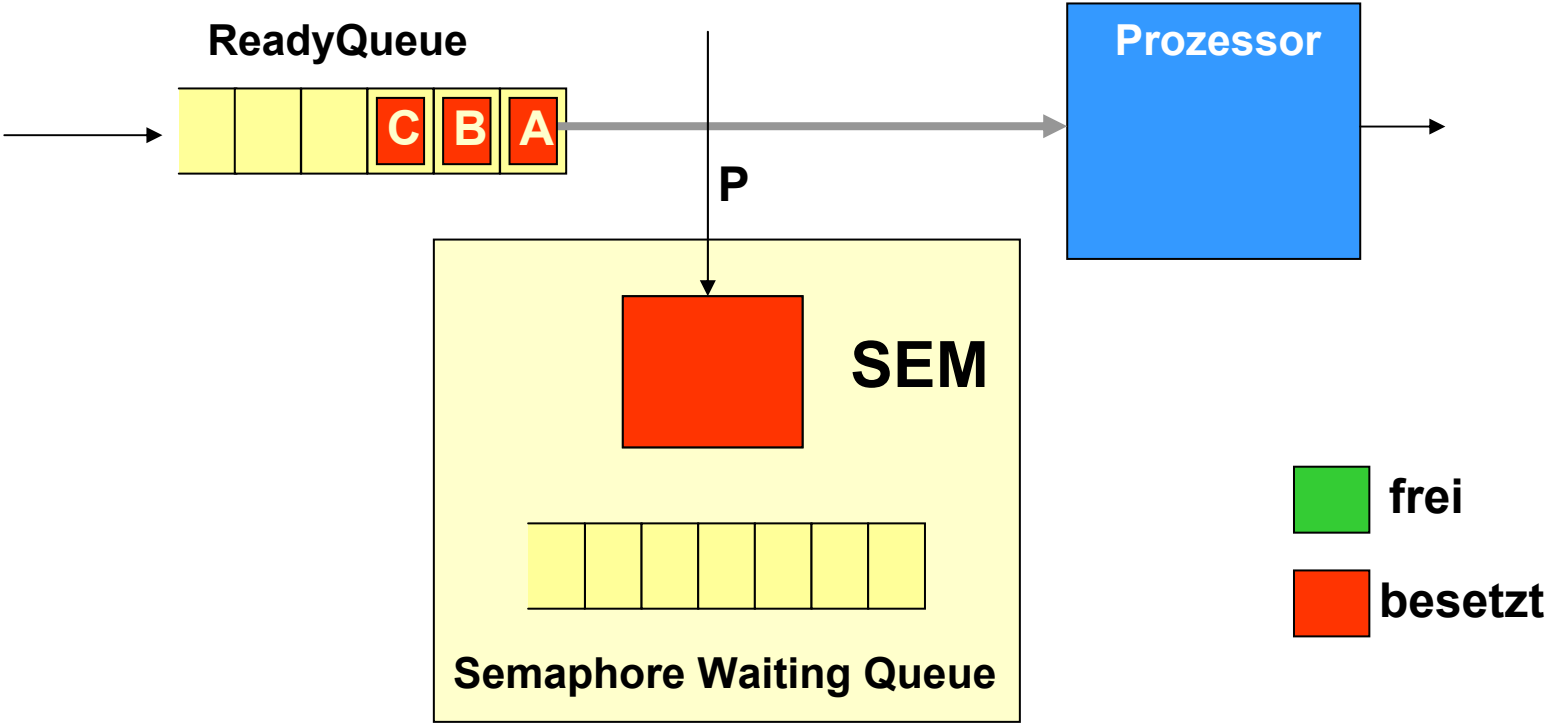 ReadyQueue
Prozessor
C B A
P
SEM
frei
besetzt
Semaphore Waiting Queue